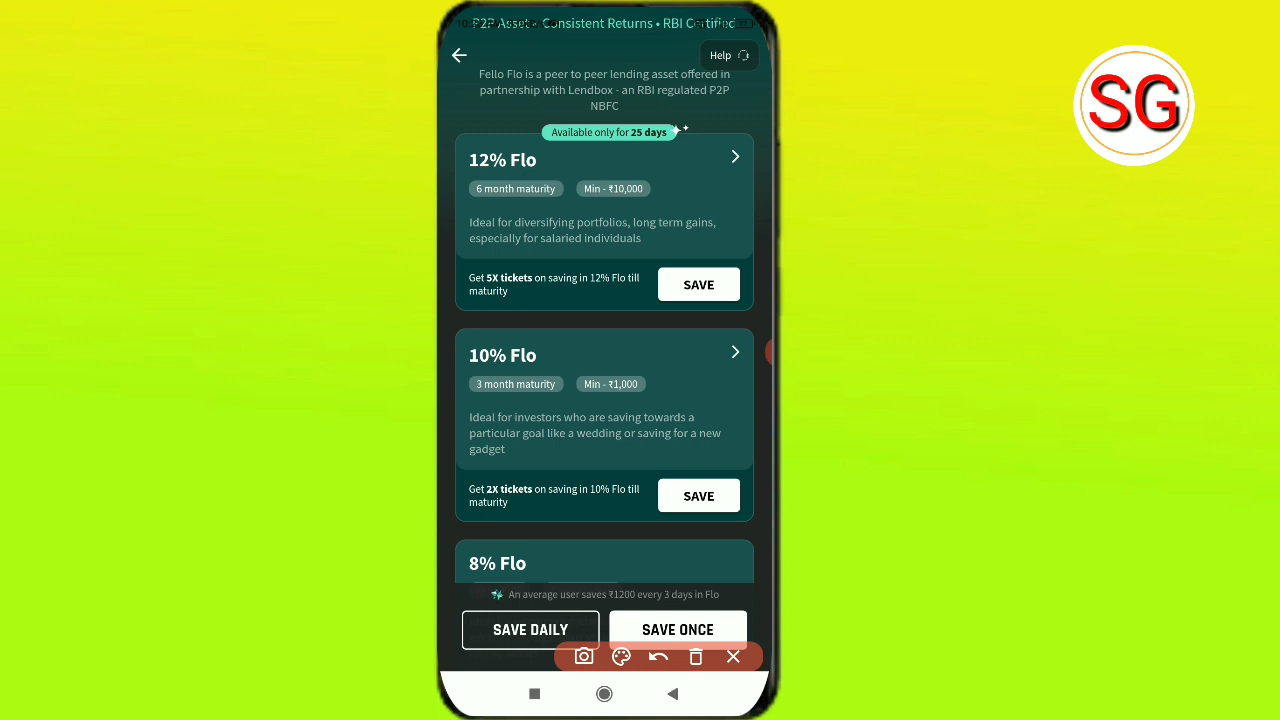 P2P Asset • Consistent Returns • RBI Certified
Help
Fello Flo is a peer to peer lending asset offered in
partnership with Lendbox - an RBI regulated P2P
NBFC
Available only for 25 days
12% Flo
6 month maturity
Min - ₹10,000
Ideal for diversifying portfolios, long term gains,
especially for salaried individuals
Get 5X tickets on saving in 12% Flo till
maturity
SAVE
10% Flo
3 month maturity
Min - ₹1,000
Ideal for investors who are saving towards a
particular goal like a wedding or saving for a new
gadget
Get 2X tickets on saving in 10% Flo till
maturity
SAVE
8% Flo
An average user saves ₹1200 every 3 days in Flo
SAVE DAILY
SAVE ONCE
SG